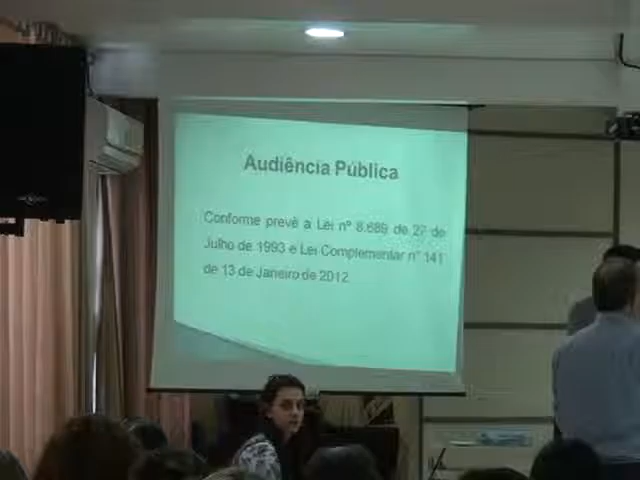 Audiência Pública
Conforme prevê a Lei nº 8.689 de 27 de
Julho de 1993 e Lei Complementar nº 141
de 13 de Janeiro de 2012